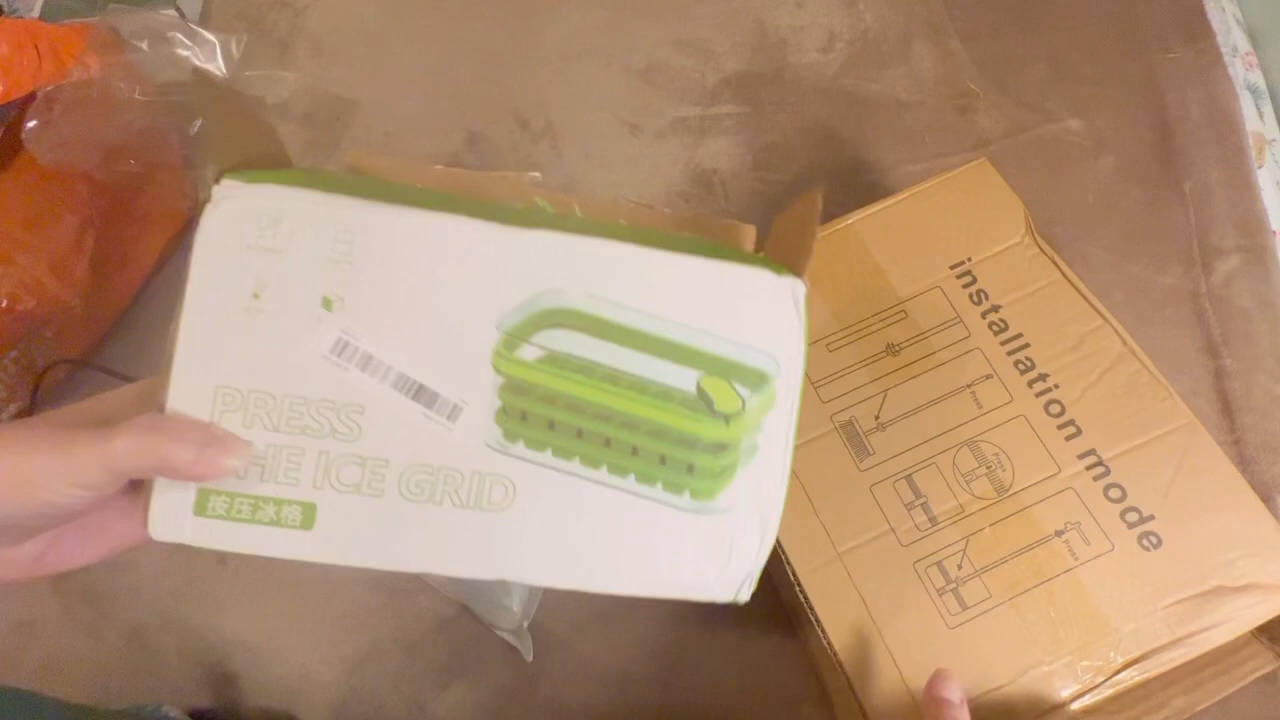 PRESS
THE ICE GRID
按压冰格
installation mode
Press
Press
Press